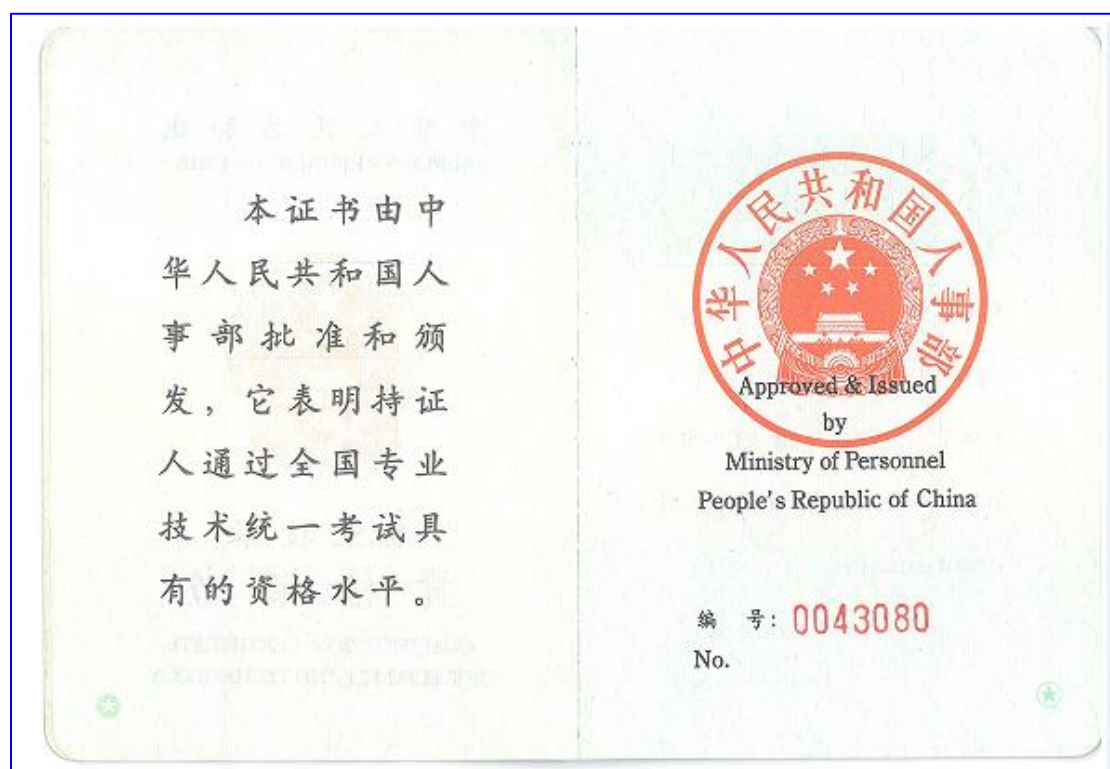 本证书由中
华人民共和国人
事部批准和颁
发，它表明持证
人通过全国专业
技术统一考试具
有的资格水平。
中华人民共和国人事部
Approved & Issued
by
Ministry of Personnel
People's Republic of China
编 号: 0043080
No.